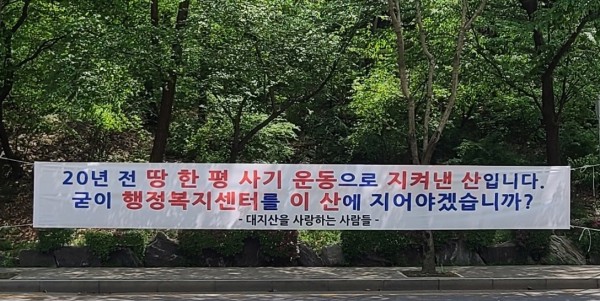 20년 전 땅 한 평 사기 운동으로 지켜낸 산입니다.
굳이 행정복지센터를 이 산에 지어야겠습니까?
- 대지산을 사랑하는 사람들 -